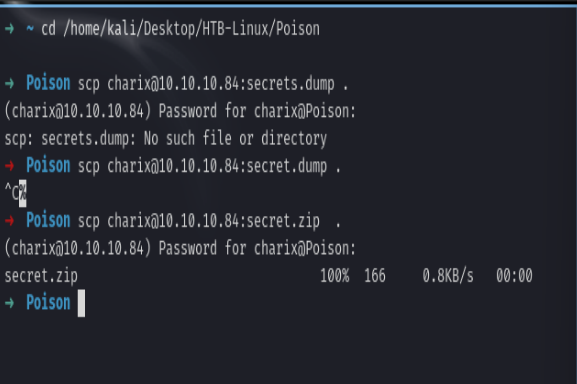 → ~ cd /home/kali/Desktop/HTB-Linux/Poison
→ Poison scp charix@10.10.10.84:secrets.dump .
(charix@10.10.10.84) Password for charix@Poison:
scp: secrets.dump: No such file or directory
→ Poison scp charix@10.10.10.84:secret.dump .
^C%
→ Poison scp charix@10.10.10.84:secret.zip .
(charix@10.10.10.84) Password for charix@Poison:
secret.zip 100% 166 0.8KB/s 00:00
→ Poison